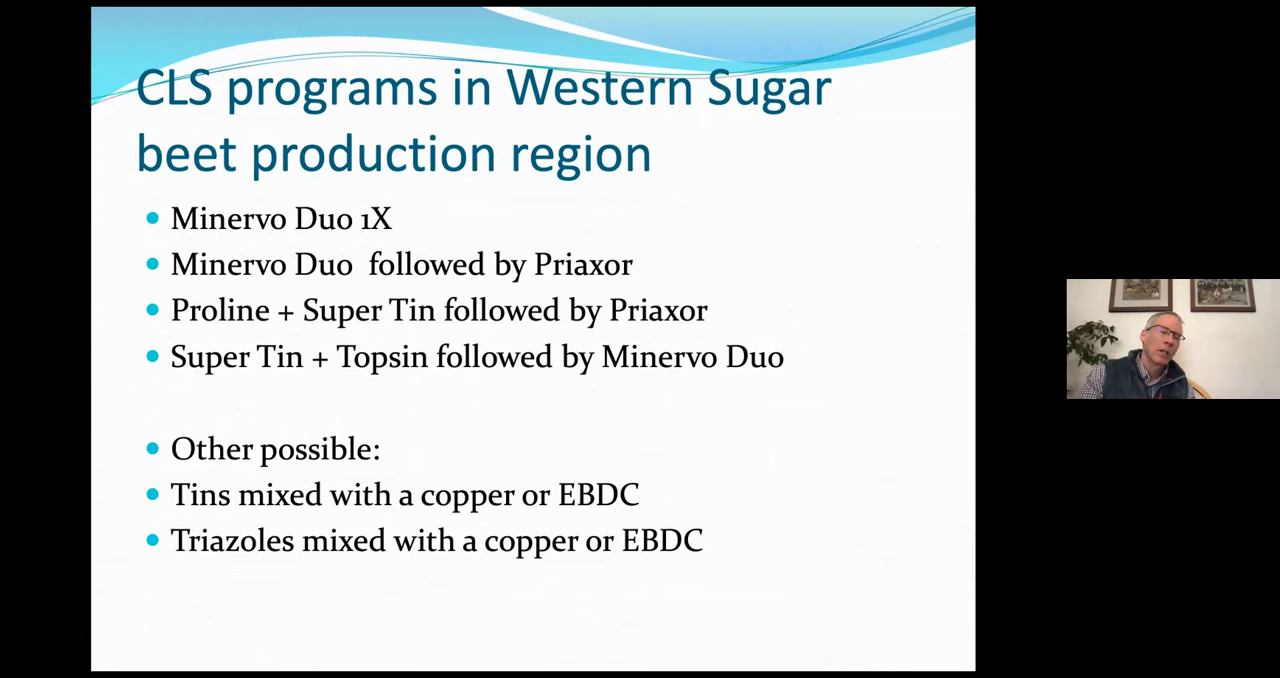 CLS programs in Western Sugar
beet production region
Minervo Duo 1X
Minervo Duo followed by Priaxor
Proline + Super Tin followed by Priaxor
Super Tin + Topsin followed by Minervo Duo
Other possible:
Tins mixed with a copper or EBDC
Triazoles mixed with a copper or EBDC